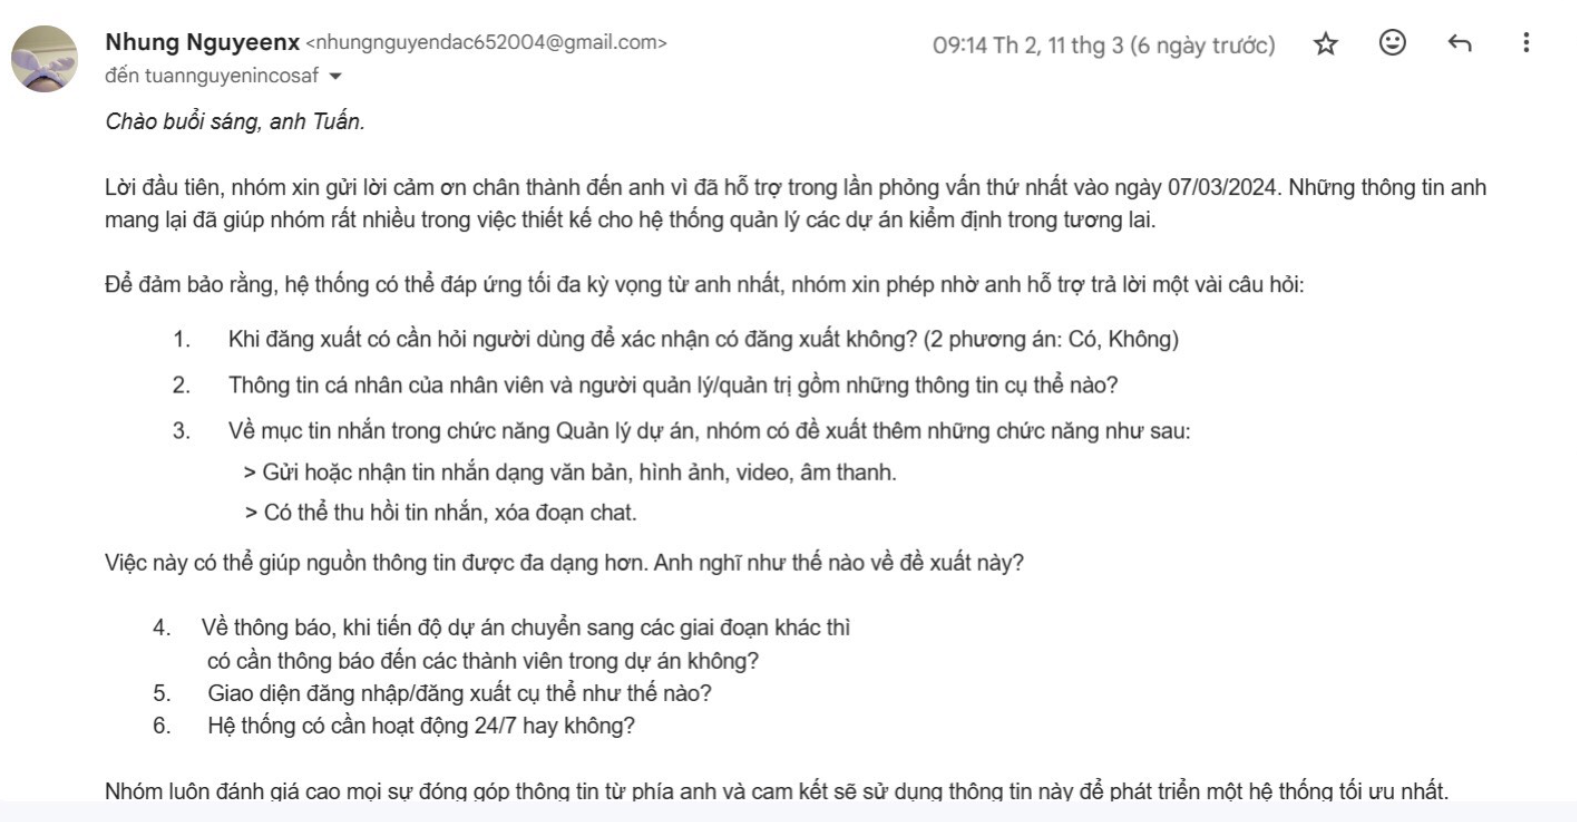 Nhung Nguyeenx <nhungnguyendac652004@gmail.com>
09:14 Th 2, 11 thg 3 (6 ngày trước)
đến tuannguyenincosaf
Chào buổi sáng, anh Tuấn.
Lời đầu tiên, nhóm xin gửi lời cảm ơn chân thành đến anh vì đã hỗ trợ trong lần phỏng vấn thứ nhất vào ngày 07/03/2024. Những thông tin anh
mang lại đã giúp nhóm rất nhiều trong việc thiết kế cho hệ thống quản lý các dự án kiểm định trong tương lai.
Để đảm bảo rằng, hệ thống có thể đáp ứng tối đa kỳ vọng từ anh nhất, nhóm xin phép nhờ anh hỗ trợ trả lời một vài câu hỏi:
1. Khi đăng xuất có cần hỏi người dùng để xác nhận có đăng xuất không? (2 phương án: Có, Không)
2. Thông tin cá nhân của nhân viên và người quản lý/quản trị gồm những thông tin cụ thể nào?
3. Về mục tin nhắn trong chức năng Quản lý dự án, nhóm có đề xuất thêm những chức năng như sau:
> Gửi hoặc nhận tin nhắn dạng văn bản, hình ảnh, video, âm thanh.
> Có thể thu hồi tin nhắn, xóa đoạn chat.
Việc này có thể giúp nguồn thông tin được đa dạng hơn. Anh nghĩ như thế nào về đề xuất này?
4. Về thông báo, khi tiến độ dự án chuyển sang các giai đoạn khác thì
có cần thông báo đến các thành viên trong dự án không?
5. Giao diện đăng nhập/đăng xuất cụ thể như thế nào?
6. Hệ thống có cần hoạt động 24/7 hay không?
Nhóm luôn đánh giá cao mọi sự đóng góp thông tin từ phía anh và cam kết sẽ sử dụng thông tin này để phát triển một hệ thống tối ưu nhất.